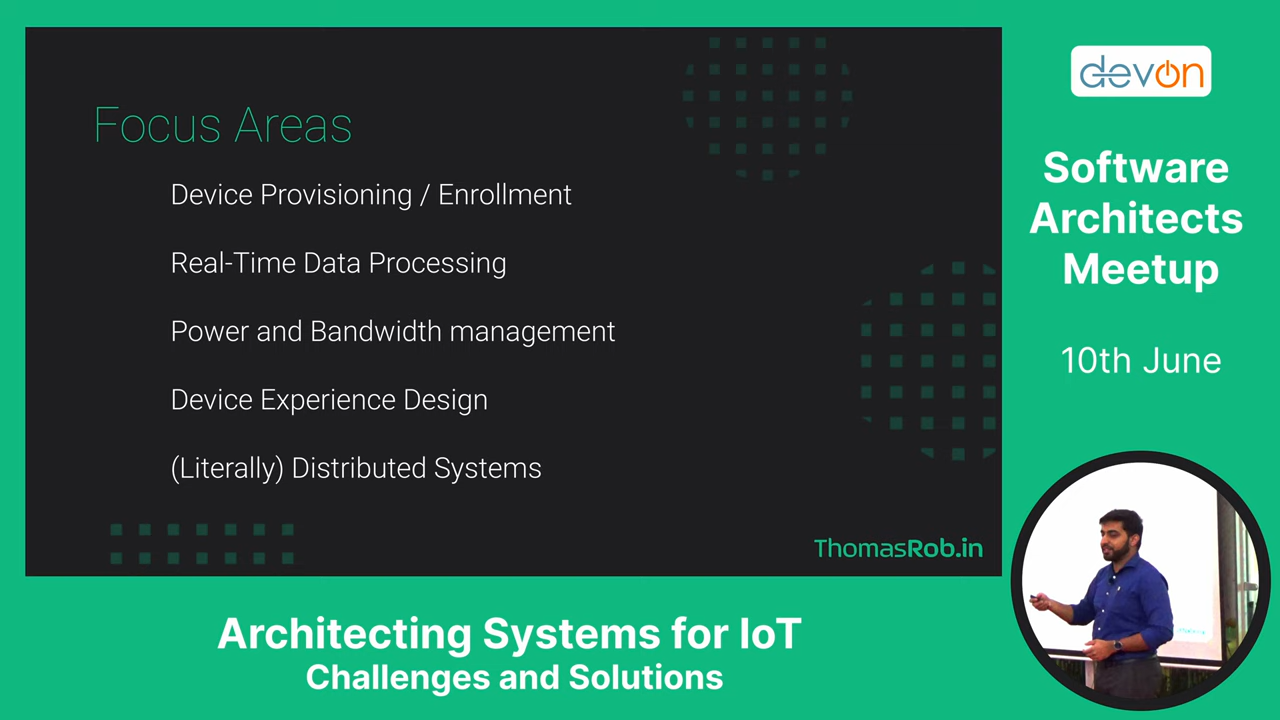 Focus Areas
Device Provisioning / Enrollment
Real-Time Data Processing
Power and Bandwidth management
Device Experience Design
(Literally) Distributed Systems
ThomasRob.in
Architecting Systems for IoT
Challenges and Solutions
devon
Software
Architects
Meetup
10th June